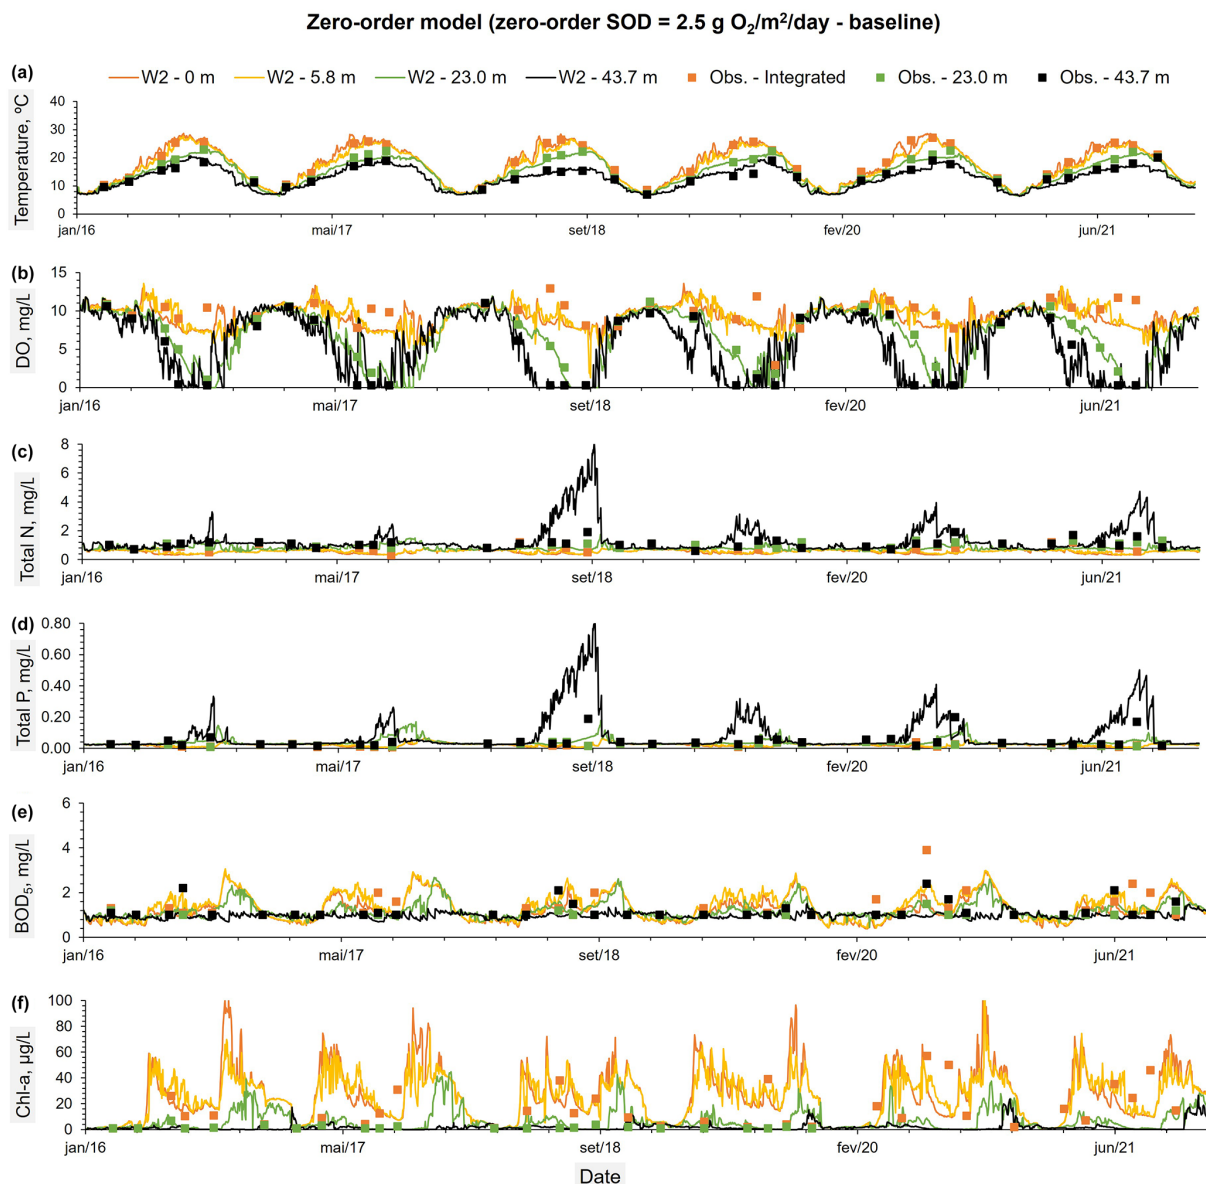 Zero-order model (zero-order SOD = 2.5 g O₂/m²/day - baseline)
(a) W2 - 0 m W2 - 5.8 m W2 - 23.0 m W2 - 43.7 m Obs. - Integrated Obs. - 23.0 m Obs. - 43.7 m
Temperature, ºC
40
30
20
10
0
jan/16 mai/17 set/18 fev/20 jun/21
(b)
DO, mg/L
15
10
5
0
jan/16 mai/17 set/18 fev/20 jun/21
(c)
Total N, mg/L
8
6
4
2
0
jan/16 mai/17 set/18 fev/20 jun/21
(d)
Total P, mg/L
0.80
0.60
0.40
0.20
0.00
jan/16 mai/17 set/18 fev/20 jun/21
(e)
BOD₅, mg/L
6
4
2
0
jan/16 mai/17 set/18 fev/20 jun/21
(f)
Chl-a, µg/L
100
80
60
40
20
0
jan/16 mai/17 set/18 fev/20 jun/21
Date